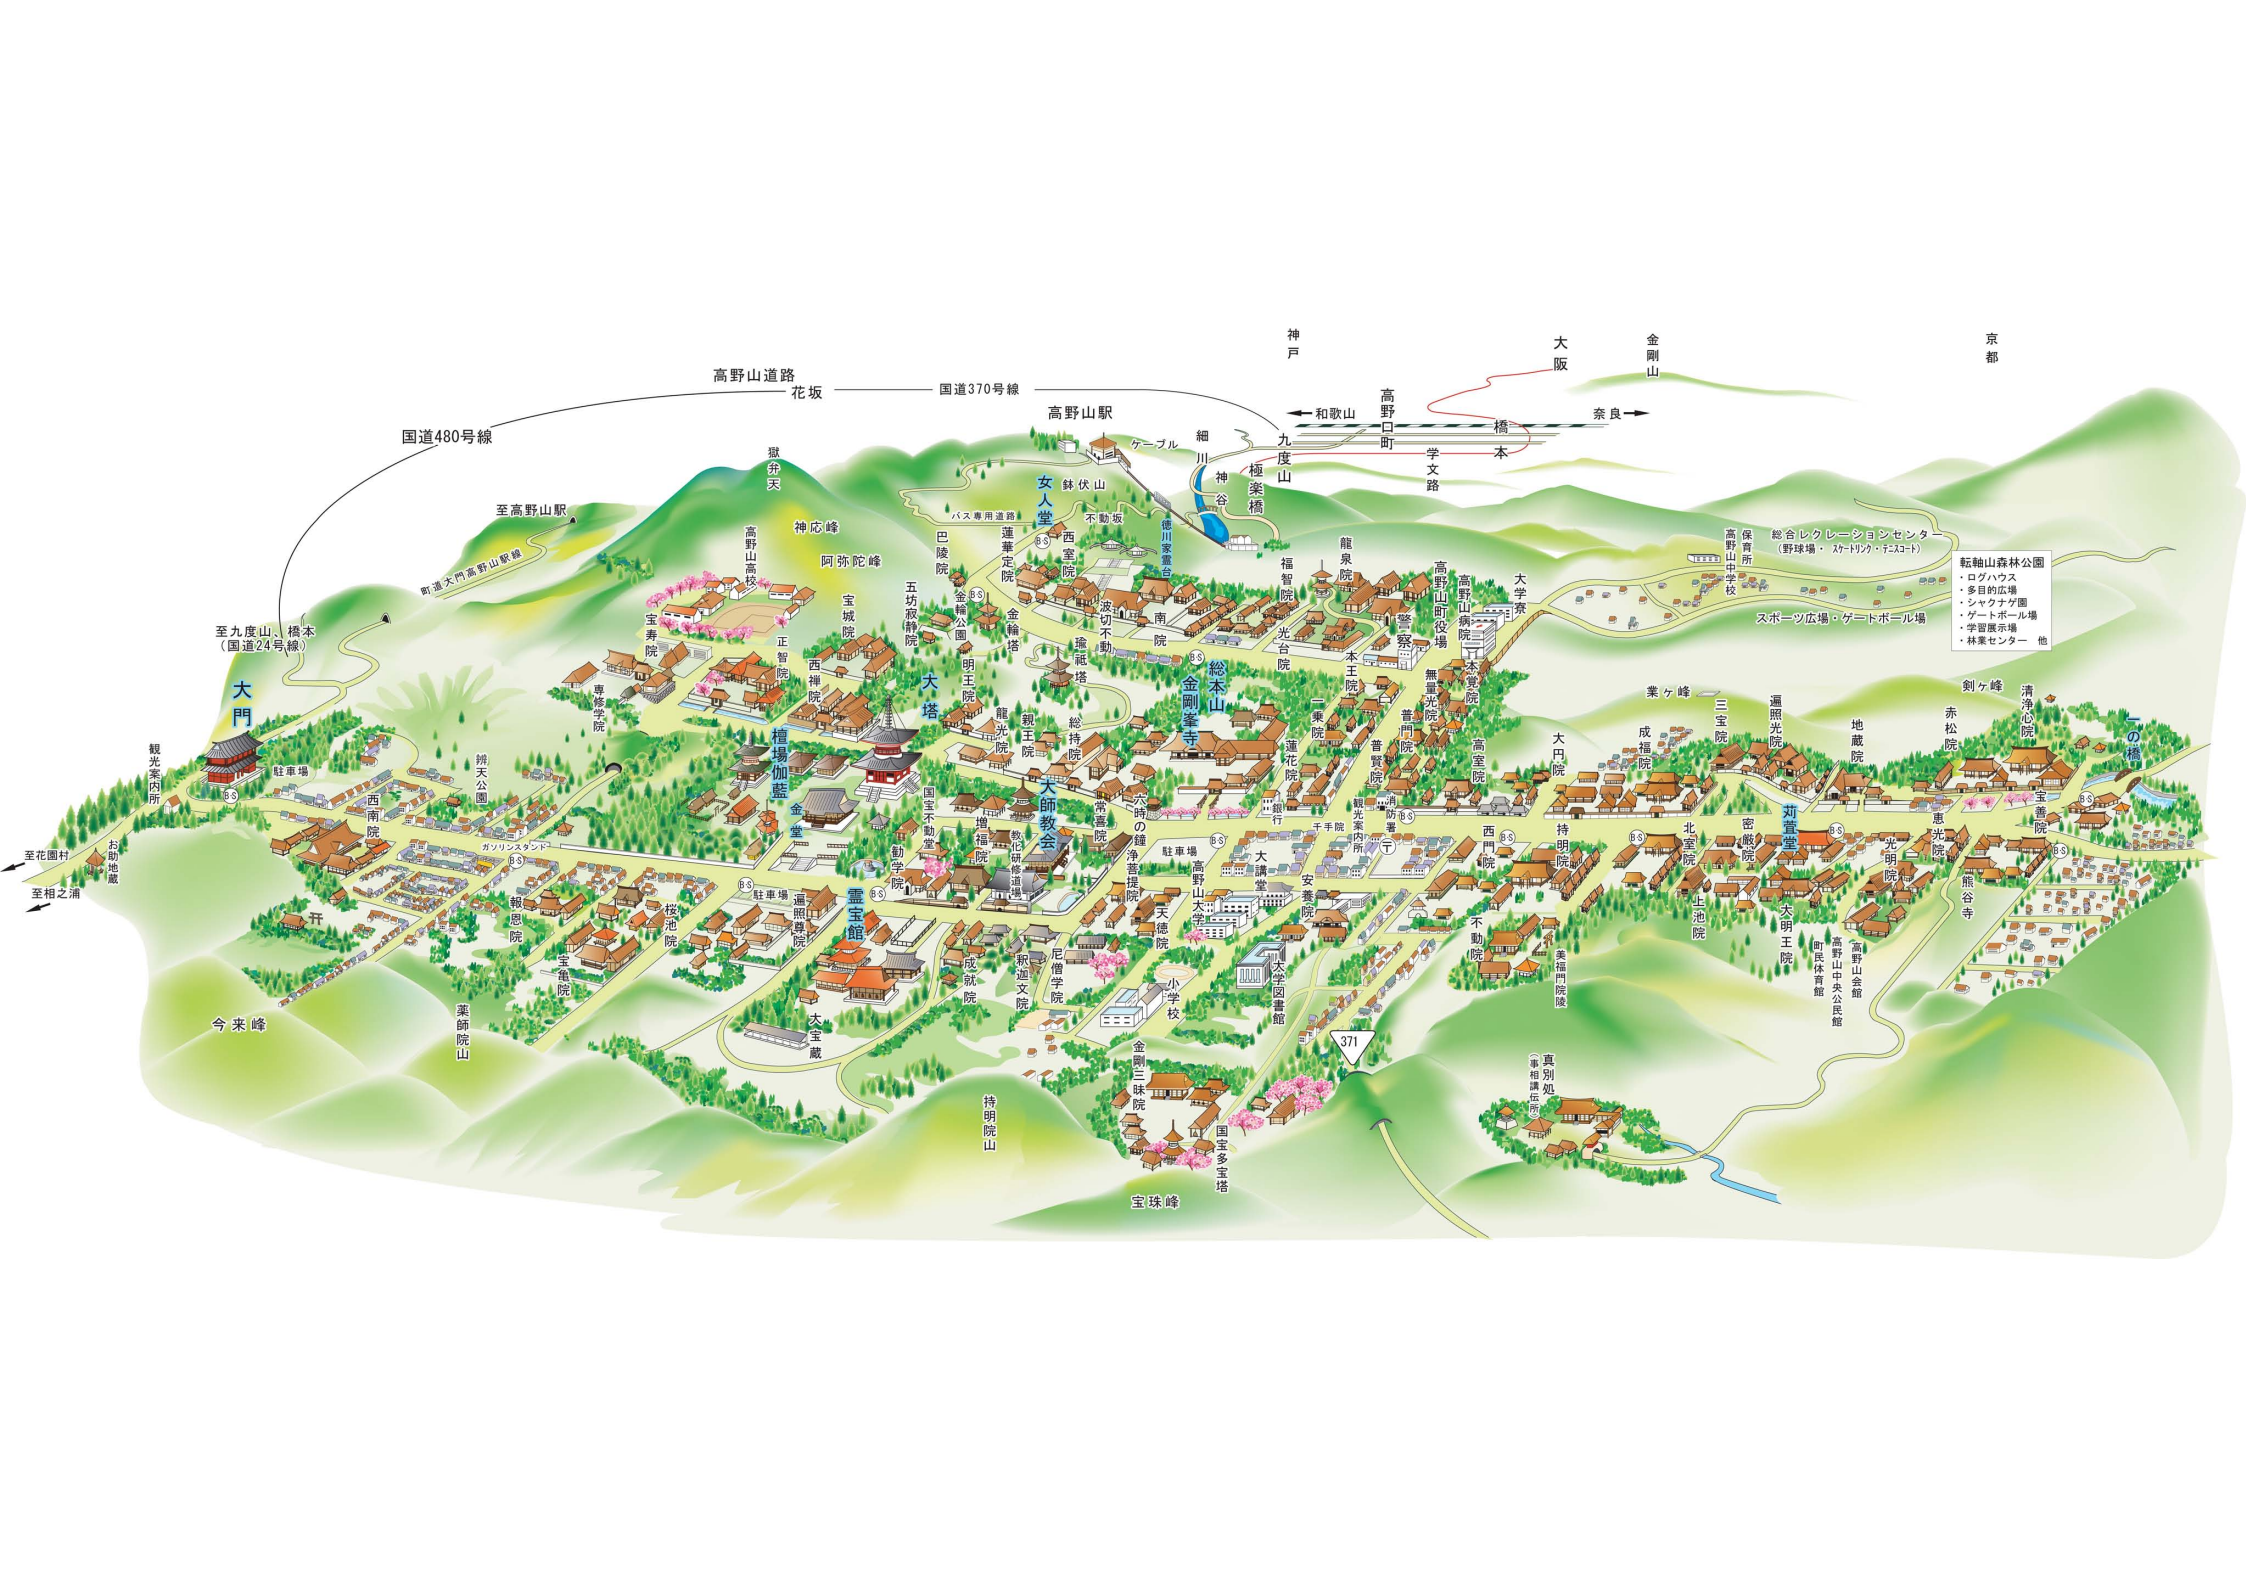 神戸
大阪
金剛山
京都
高野山道路
花坂
国道370号線
高野口町
和歌山
奈良
高野山駅
ケーブル
細川
九度山
橋本
国道480号線
学文路
獄弁天
極楽橋
神谷
女人堂
鉢伏山
至高野山駅
バス専用道路
不動坂
徳川家霊台
神応峰
高野山高校
町道大門高野山駅線
阿弥陀峰
巴陵院
蓮華定院
B・S
西室院
福智院
龍泉院
高野山町役場
高野山病院
大学寮
高野山中学校
保育所
総合レクレーションセンター
(野球場・スケートリンク・テニスコート)
転軸山森林公園
・ログハウス
・多目的広場
・シャクナゲ園
・ゲートボール場
・学習展示場
・林業センター 他
スポーツ広場・ゲートボール場
至九度山、橋本
(国道24号線)
宝寿院
宝城院
五坊寂静院
金輪公園
B・S
金輪塔
波切不動
南院
光台院
警察
正智院
西禅院
明王院
瑜祇塔
B・S
総本山
金剛峯寺
本王院
無量光院
本覚院
大門
専修学院
大塔
龍光院
親王院
総持院
一乗院
普門院
業ヶ峰
三宝院
遍照光院
剣ヶ峰
清浄心院
観光案内所
駐車場
B・S
辨天公園
檀場伽藍
蓮花院
普賢院
高室院
大円院
成福院
地蔵院
赤松院
一の橋
西南院
金堂
国宝不動堂
増福院
大師教会
常喜院
六時の鐘
銀行
観光案内所
消防署
B・S
千手院
〒
西門院
B・S
持明院
B・S
北室院
密厳院
苅萱堂
B・S
恵光院
宝善院
B・S
B・S
至花園村
お助地蔵
至相之浦
ガソリンスタンド
B・S
勧学院
教化研修道場
浄菩提院
駐車場
B・S
大講堂
光明院
報恩院
桜池院
B・S
駐車場
遍照尊院
霊宝館
B・S
高野山大学
天徳院
安養院
不動院
上池院
大明王院
熊谷寺
宝亀院
成就院
釈迦文院
尼僧学院
小学校
大学図書館
美福門院陵
町民体育館
高野山中央公民館
高野山会館
今来峰
薬師院山
大宝蔵
371
金剛三昧院
真別処
(事相講伝所)
持明院山
国宝多宝塔
宝珠峰